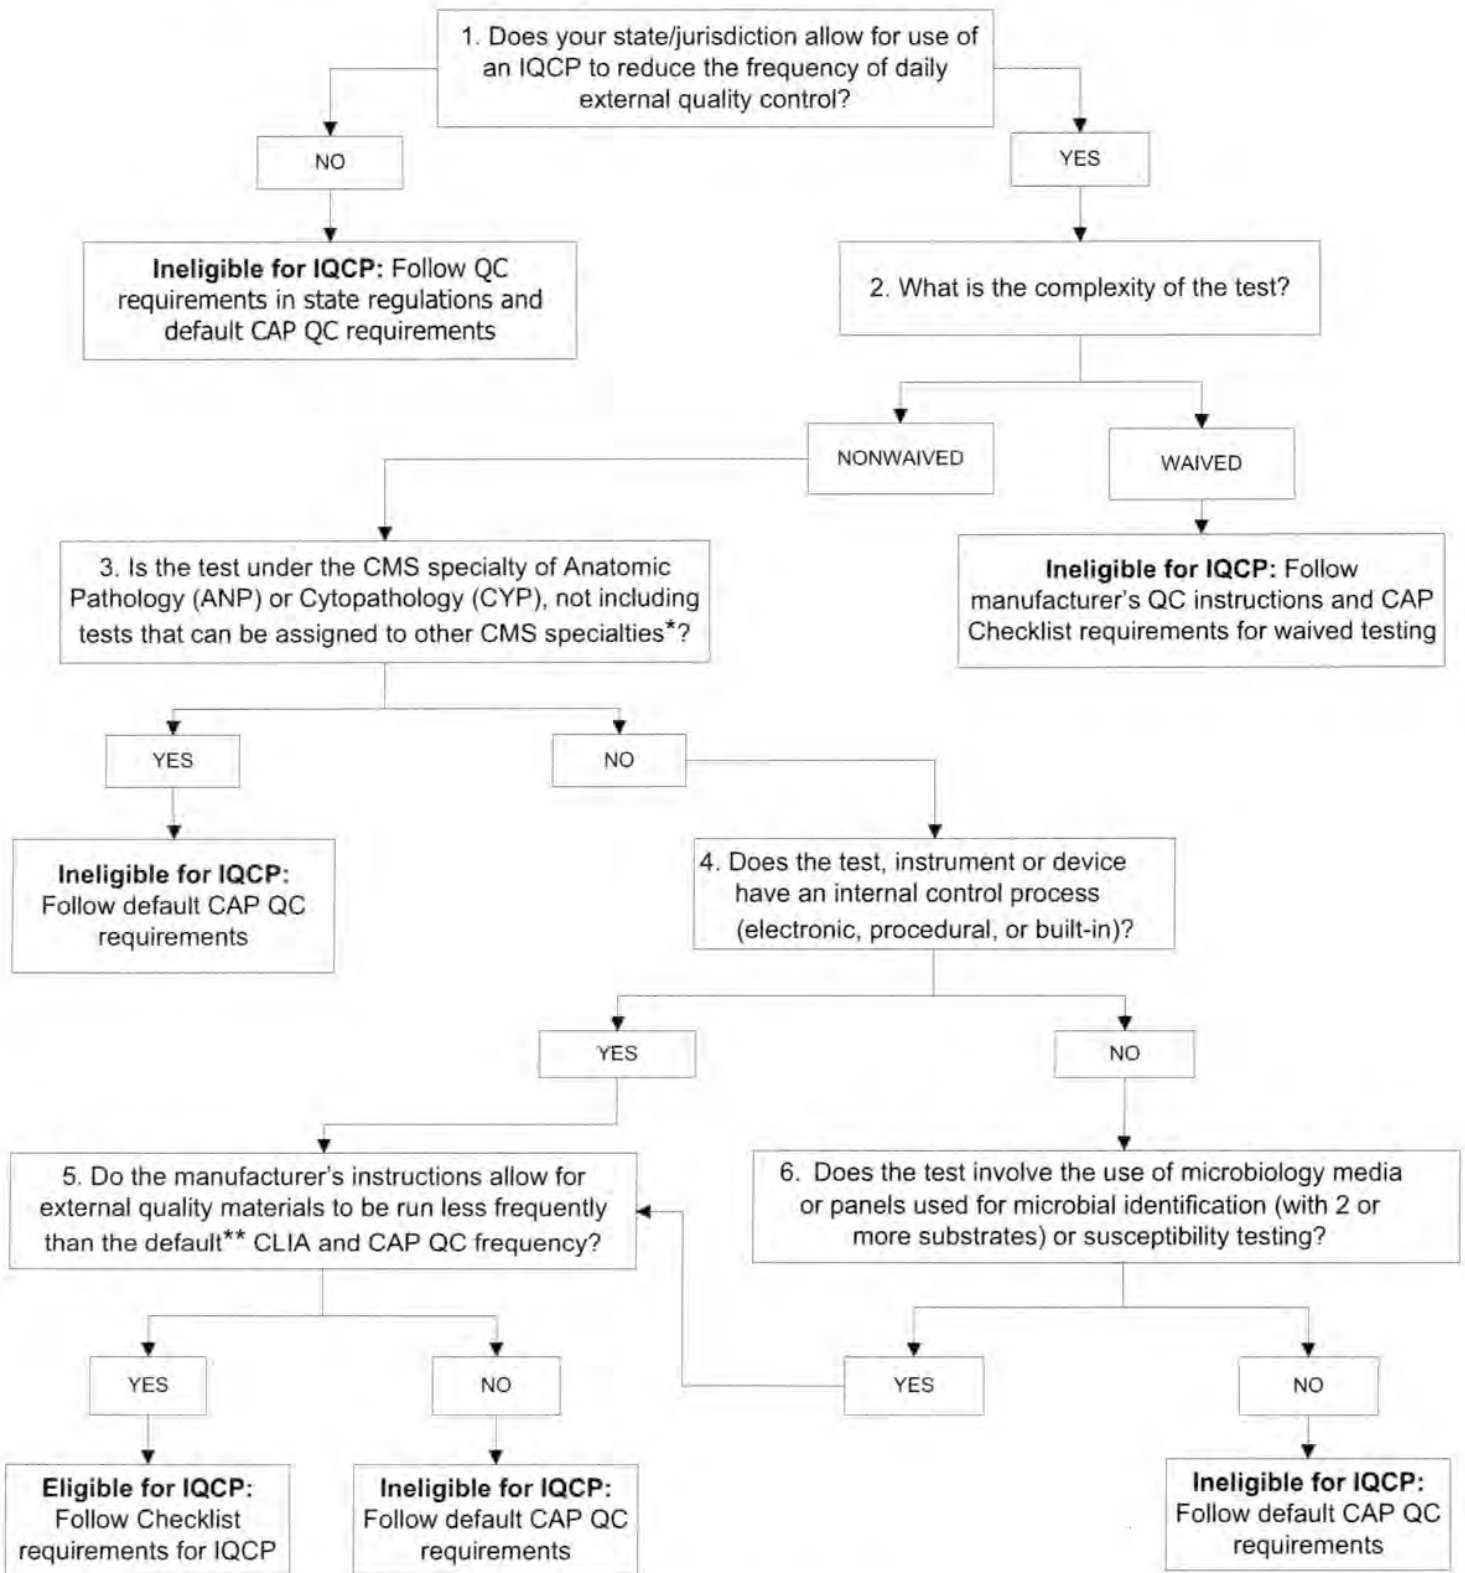 1. Does your state/jurisdiction allow for use of
an IQCP to reduce the frequency of daily
external quality control?
NO
YES
Ineligible for IQCP: Follow QC
requirements in state regulations and
default CAP QC requirements
2. What is the complexity of the test?
NONWAIVED
WAIVED
3. Is the test under the CMS specialty of Anatomic
Pathology (ANP) or Cytopathology (CYP), not including
tests that can be assigned to other CMS specialties*?
Ineligible for IQCP: Follow
manufacturer's QC instructions and CAP
Checklist requirements for waived testing
YES
NO
Ineligible for IQCP:
Follow default CAP QC
requirements
4. Does the test, instrument or device
have an internal control process
(electronic, procedural, or built-in)?
YES
NO
5. Do the manufacturer's instructions allow for
external quality materials to be run less frequently
than the default** CLIA and CAP QC frequency?
6. Does the test involve the use of microbiology media
or panels used for microbial identification (with 2 or
more substrates) or susceptibility testing?
YES
NO
YES
NO
Eligible for IQCP:
Follow Checklist
requirements for IQCP
Ineligible for IQCP:
Follow default CAP QC
requirements
Ineligible for IQCP:
Follow default CAP QC
requirements